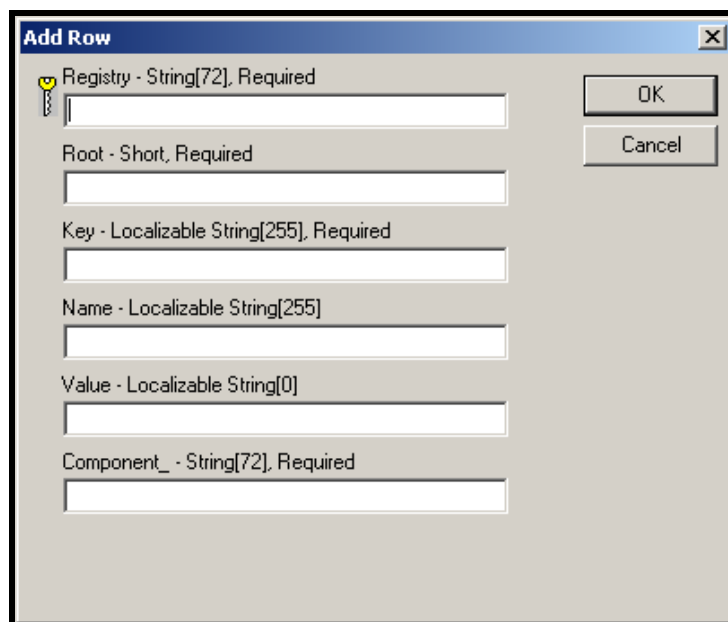 Add Row
Registry - String[72], Required
OK
Root - Short, Required
Cancel
Key - Localizable String[255], Required
Name - Localizable String[255]
Value - Localizable String[0]
Component_ - String[72], Required